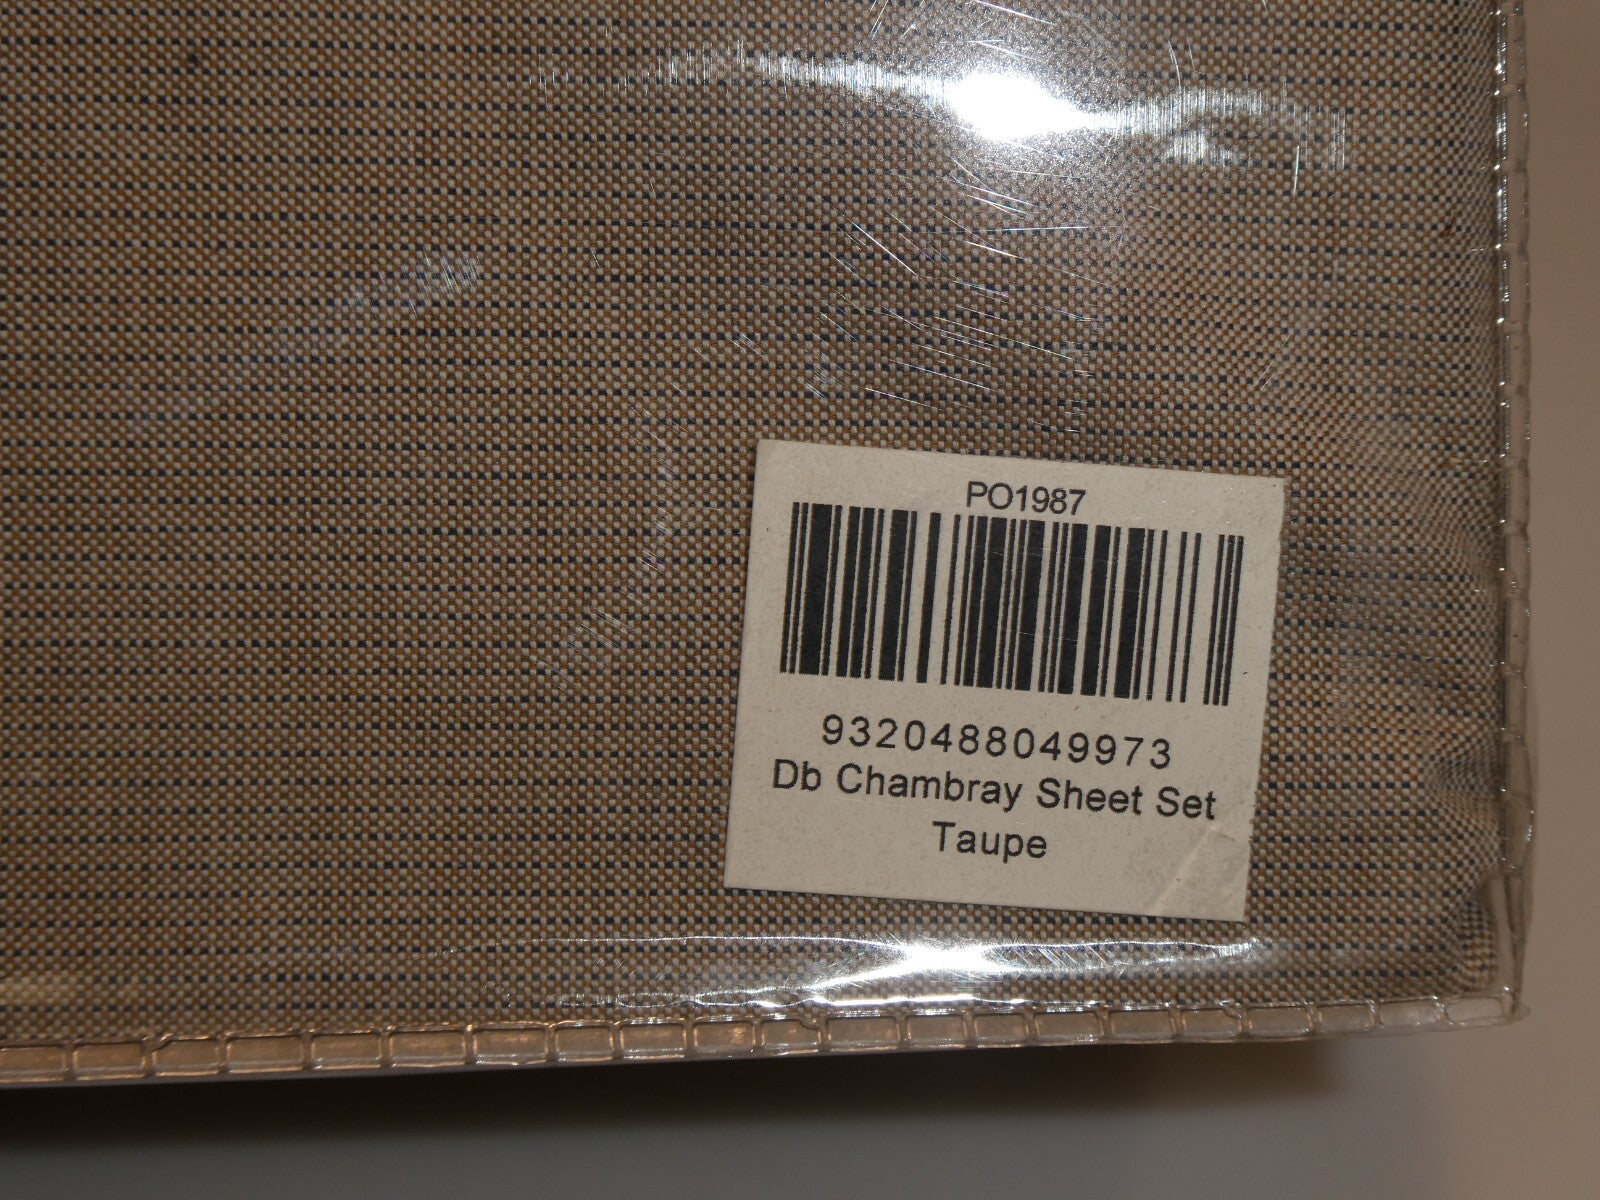 PO1987
9320488049973
Db Chambray Sheet Set
Taupe